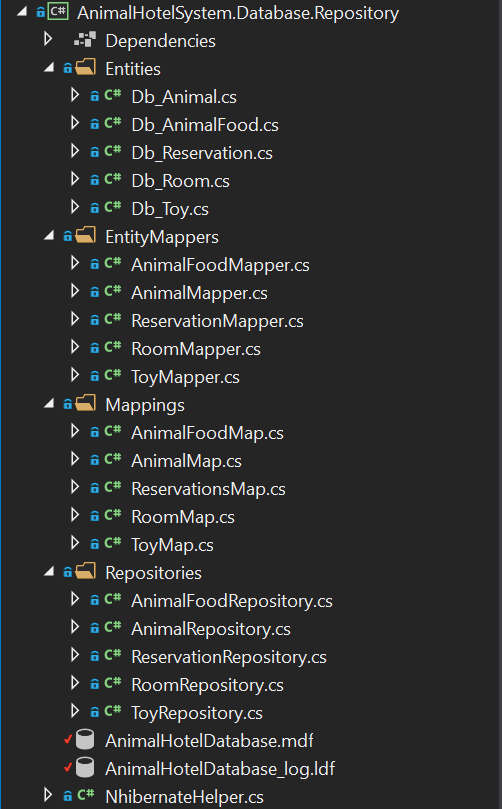 C# AnimalHotelSystem.Database.Repository
Dependencies
Entities
C# Db_Animal.cs
C# Db_AnimalFood.cs
C# Db_Reservation.cs
C# Db_Room.cs
C# Db_Toy.cs
EntityMappers
C# AnimalFoodMapper.cs
C# AnimalMapper.cs
C# ReservationMapper.cs
C# RoomMapper.cs
C# ToyMapper.cs
Mappings
C# AnimalFoodMap.cs
C# AnimalMap.cs
C# ReservationsMap.cs
C# RoomMap.cs
C# ToyMap.cs
Repositories
C# AnimalFoodRepository.cs
C# AnimalRepository.cs
C# ReservationRepository.cs
C# RoomRepository.cs
C# ToyRepository.cs
AnimalHotelDatabase.mdf
AnimalHotelDatabase_log.ldf
C# NhibernateHelper.cs